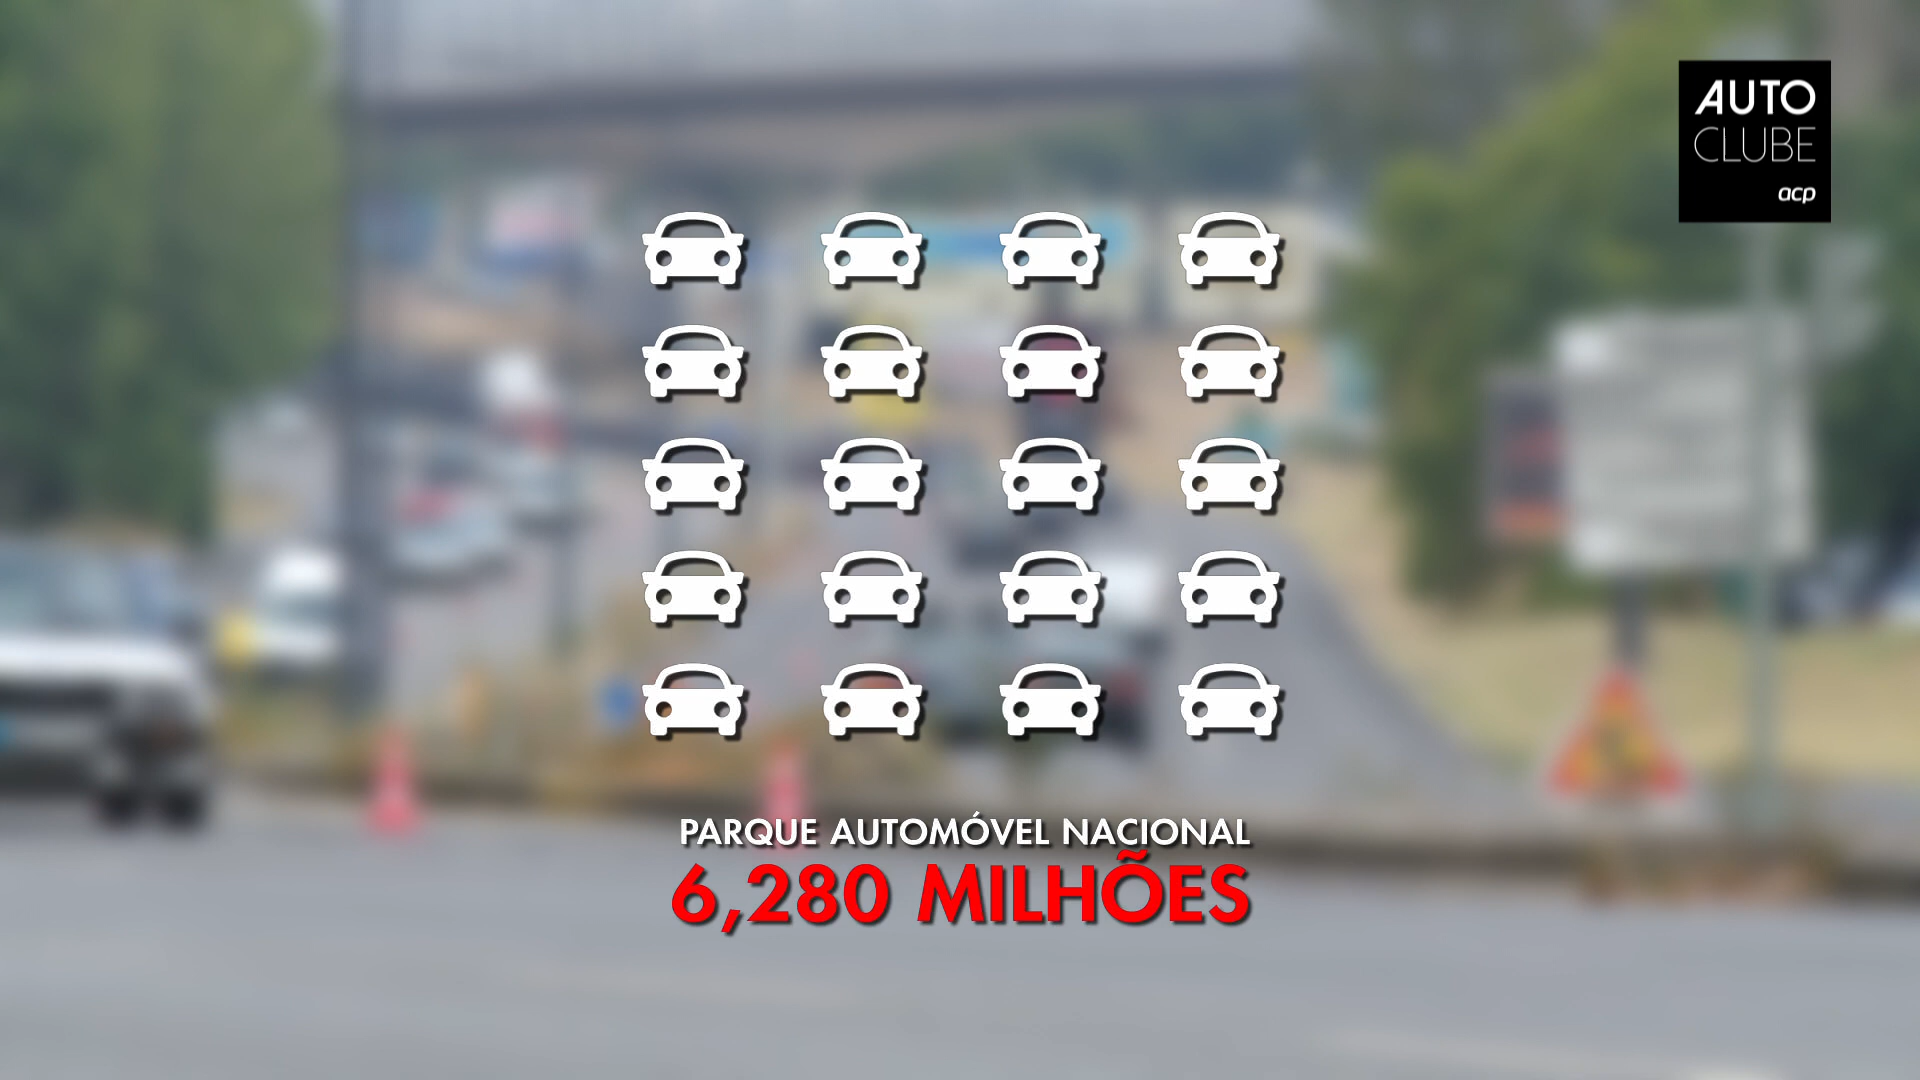 AUTO
CLUBE
acp
PARQUE AUTOMÓVEL NACIONAL
6,280 MILHÕES